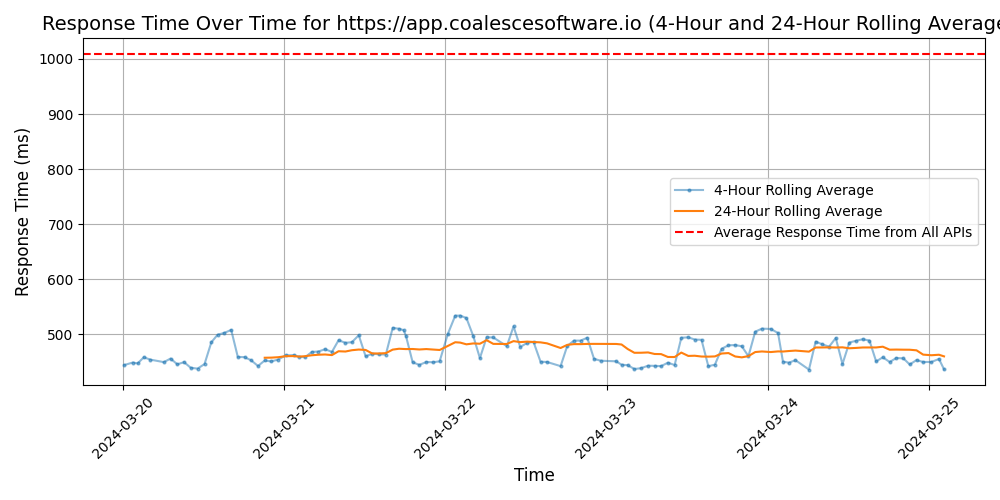 Response Time Over Time for https://app.coalescesoftware.io (4-Hour and 24-Hour Rolling Average
Response Time (ms)
1000
900
800
700
600
500
4-Hour Rolling Average
24-Hour Rolling Average
Average Response Time from All APIs
2024-03-20
2024-03-21
2024-03-22
2024-03-23
2024-03-24
2024-03-25
Time